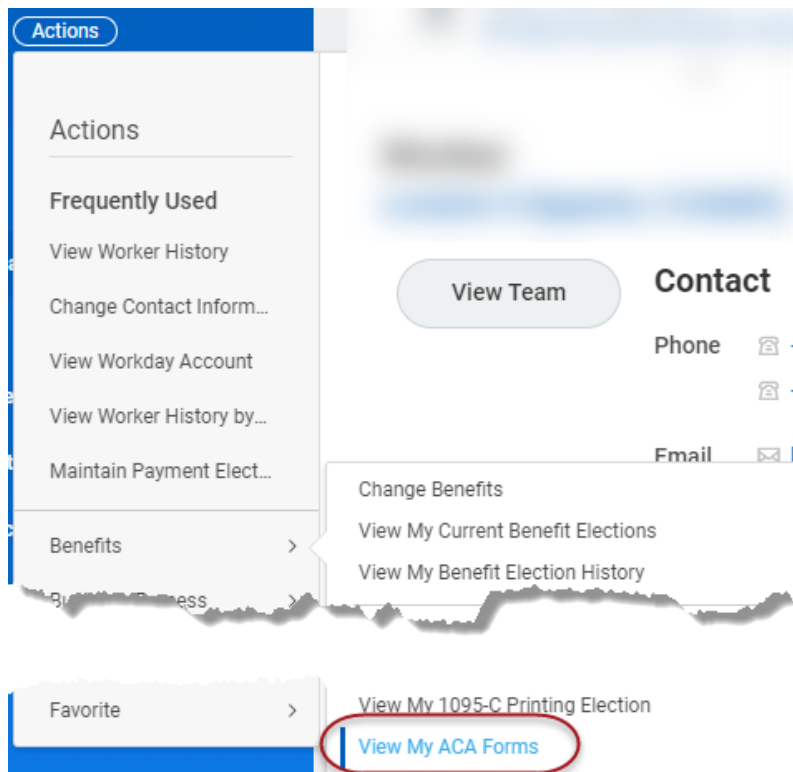 Actions
Actions
Frequently Used
View Worker History
Change Contact Inform...
View Workday Account
View Worker History by...
Maintain Payment Elect...
Benefits
Favorite
View Team
Contact
Phone
Email
Change Benefits
View My Current Benefit Elections
View My Benefit Election History
View My 1095-C Printing Election
View My ACA Forms